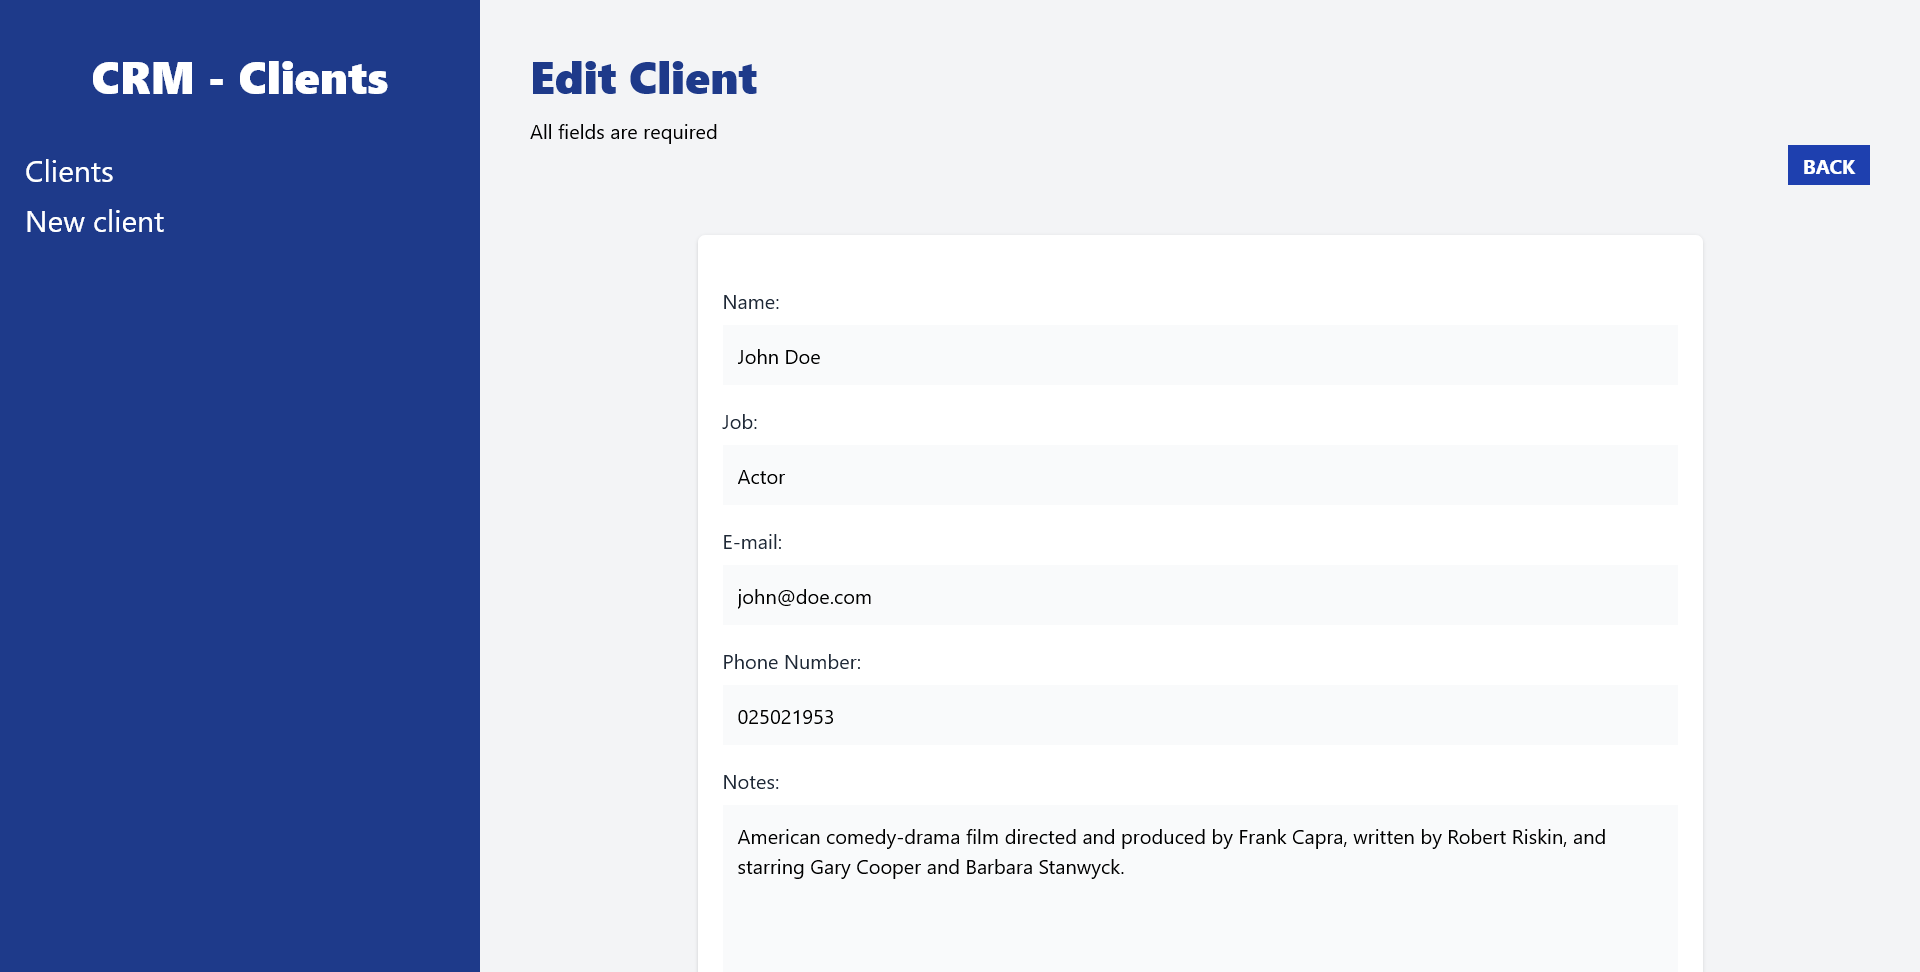 CRM - Clients
Clients
New client
Edit Client
All fields are required
BACK
Name:
John Doe
Job:
Actor
E-mail:
john@doe.com
Phone Number:
025021953
Notes:
American comedy-drama film directed and produced by Frank Capra, written by Robert Riskin, and
starring Gary Cooper and Barbara Stanwyck.